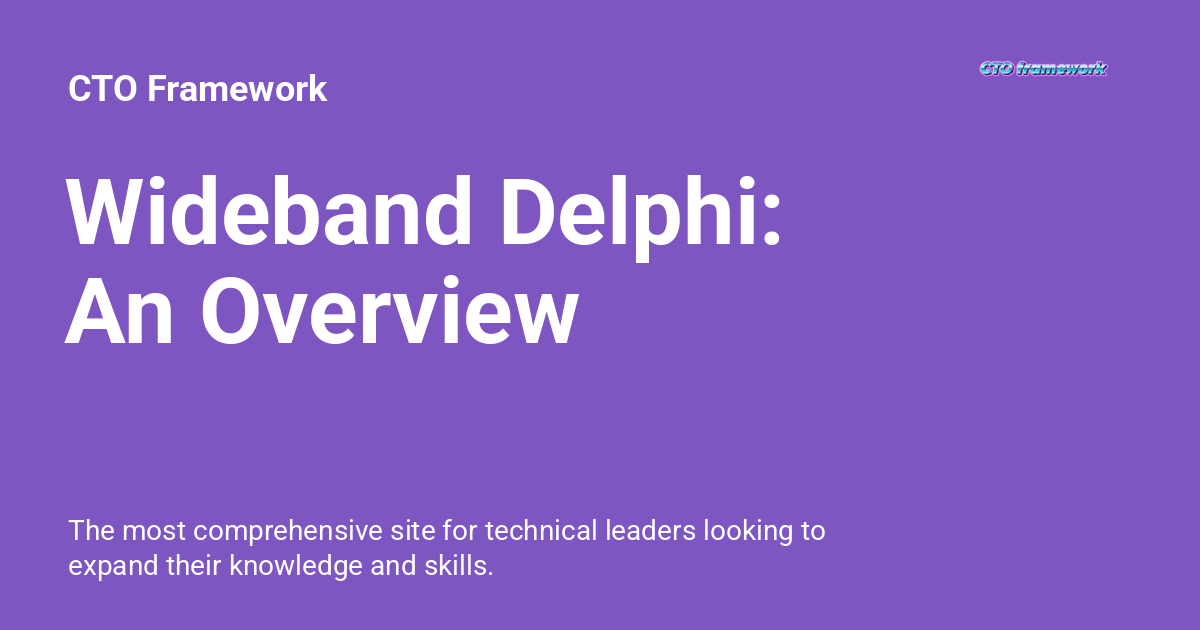 CTO Framework
CTO framework
Wideband Delphi:
An Overview
The most comprehensive site for technical leaders looking to
expand their knowledge and skills.